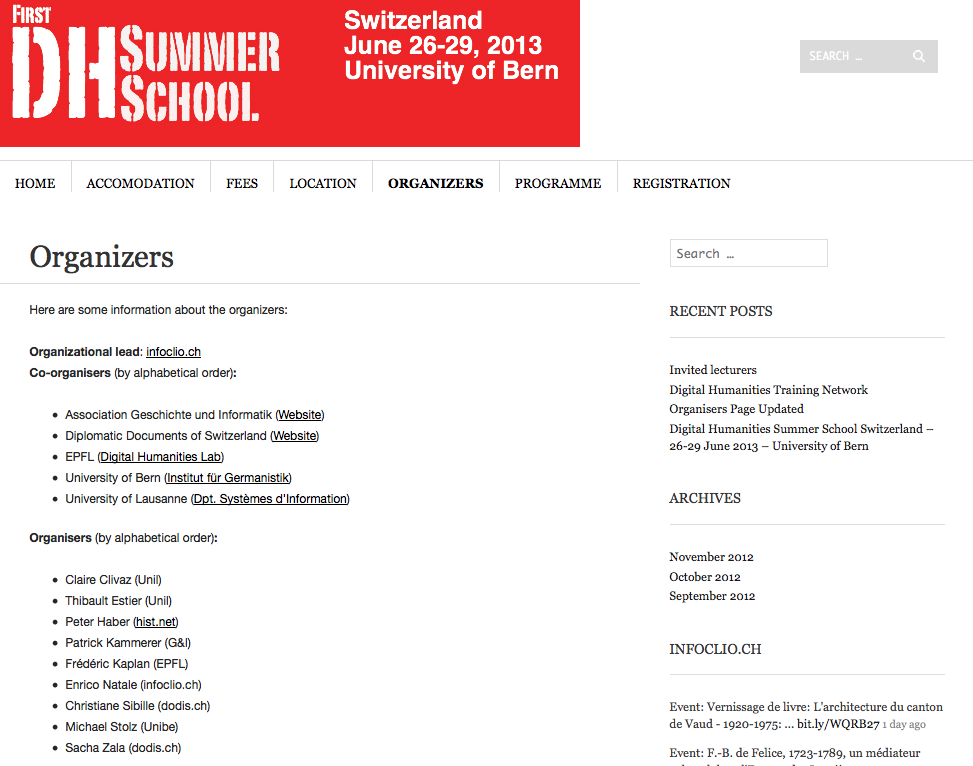 First
DH Summer School
Switzerland
June 26-29, 2013
University of Bern
SEARCH ...
HOME
ACCOMODATION
FEES
LOCATION
ORGANIZERS
PROGRAMME
REGISTRATION
Organizers
Here are some information about the organizers:
Organizational lead: infoclio.ch
Co-organisers (by alphabetical order):
• Association Geschichte und Informatik (Website)
• Diplomatic Documents of Switzerland (Website)
• EPFL (Digital Humanities Lab)
• University of Bern (Institut für Germanistik)
• University of Lausanne (Dpt. Systèmes d'Information)
Organisers (by alphabetical order):
• Claire Clivaz (Unil)
• Thibault Estier (Unil)
• Peter Haber (hist.net)
• Patrick Kammerer (G&I)
• Frédéric Kaplan (EPFL)
• Enrico Natale (infoclio.ch)
• Christiane Sibille (dodis.ch)
• Michael Stolz (Unibe)
• Sacha Zala (dodis.ch)
Search …
RECENT POSTS
Invited lecturers
Digital Humanities Training Network
Organisers Page Updated
Digital Humanities Summer School Switzerland –
26-29 June 2013 – University of Bern
ARCHIVES
November 2012
October 2012
September 2012
INFOCLIO.CH
Event: Vernissage de livre: L'architecture du canton
de Vaud - 1920-1975: ... bit.ly/WQRB27 1 day ago
Event: F.-B. de Felice, 1723-1789, un médiateur